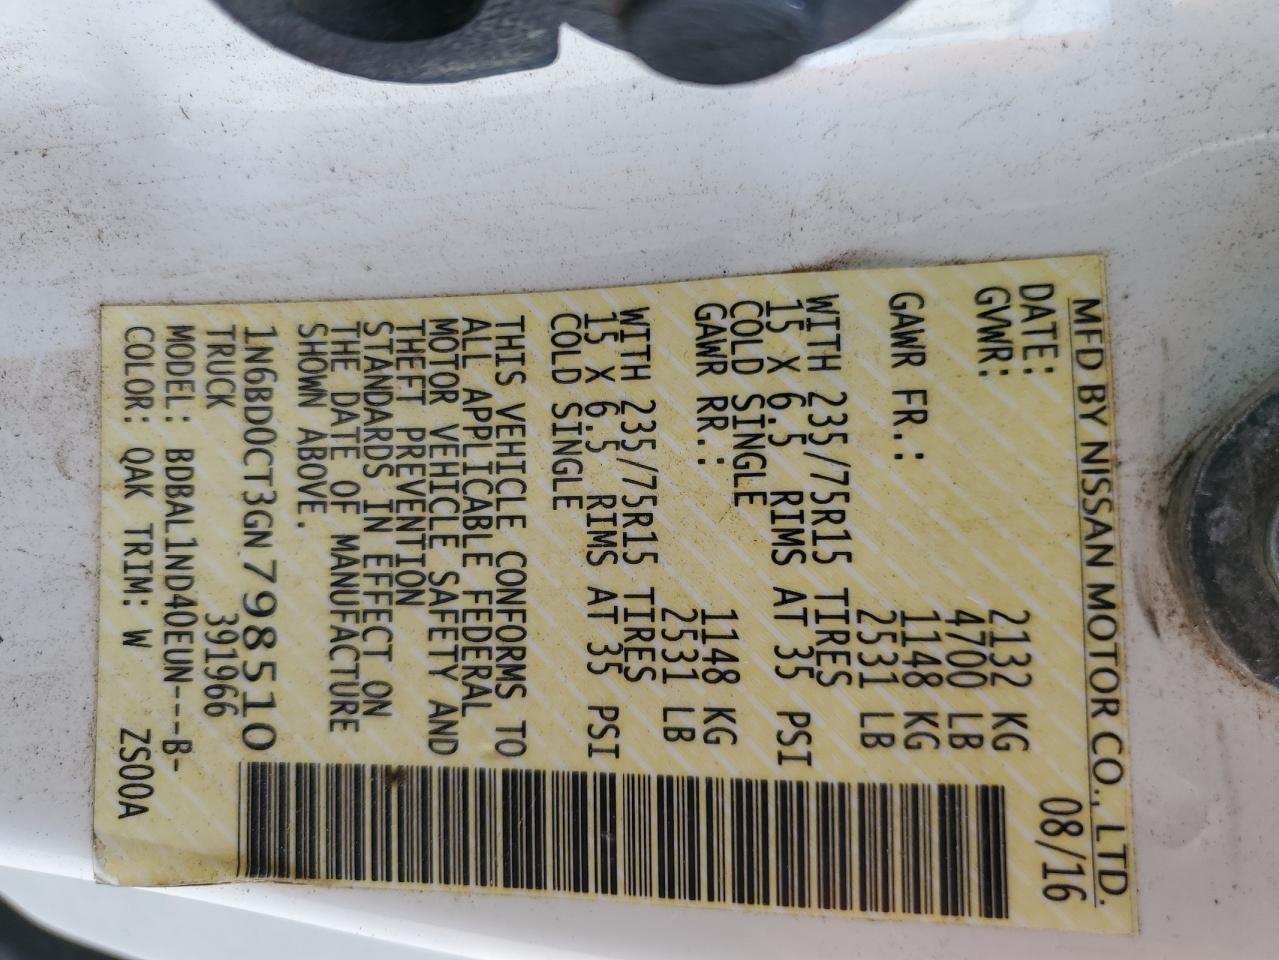 MFD BY NISSAN MOTOR CO., LTD.
DATE: 08/16
GVWR: 2132 KG
4700 LB
GAWR FR.: 1148 KG
2531 LB
WITH 235/75R15 TIRES
15 X 6.5 RIMS AT 35 PSI
COLD SINGLE
GAWR RR.: 1148 KG
2531 LB
WITH 235/75R15 TIRES
15 X 6.5 RIMS AT 35 PSI
COLD SINGLE
THIS VEHICLE CONFORMS TO
ALL APPLICABLE FEDERAL
MOTOR VEHICLE SAFETY AND
THEFT PREVENTION
STANDARDS IN EFFECT ON
THE DATE OF MANUFACTURE
SHOWN ABOVE.
1N6BD0CT3GN798510
TRUCK 391966
MODEL: BDBAL1ND40EUN---B-
COLOR: QAK TRIM: W ZS00A